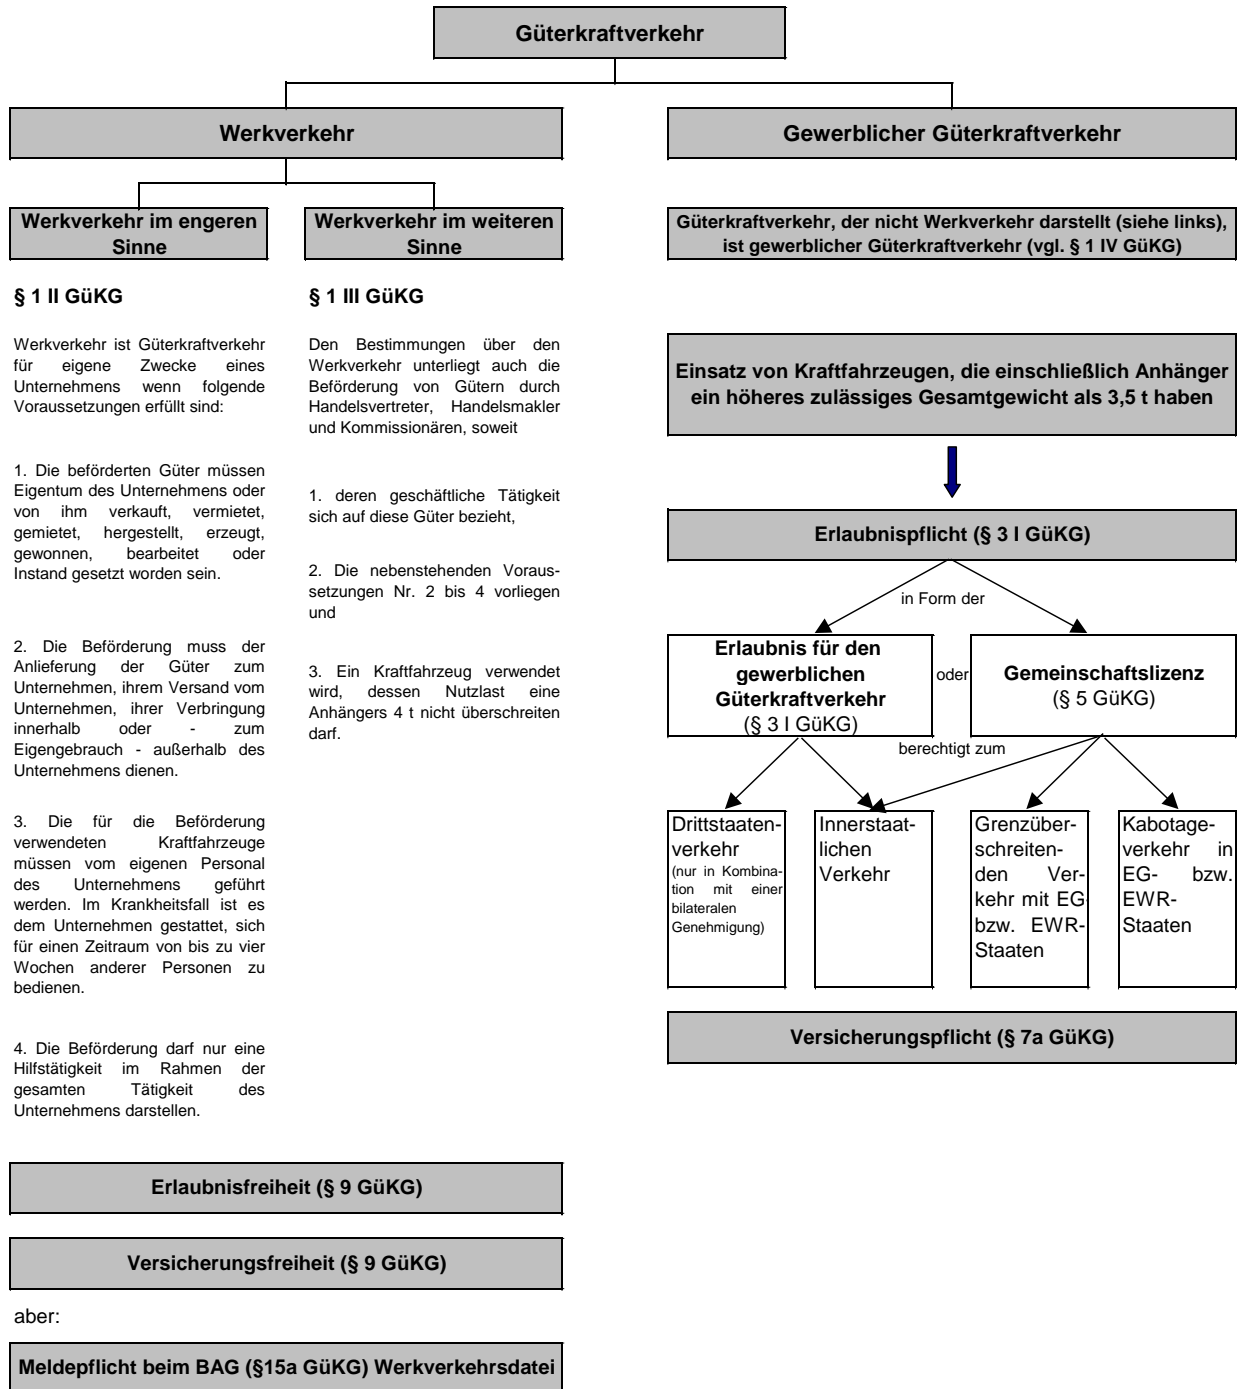 Güterkraftverkehr
Werkverkehr
Gewerblicher Güterkraftverkehr
Werkverkehr im engeren
Sinne
Werkverkehr im weiteren
Sinne
Güterkraftverkehr, der nicht Werkverkehr darstellt (siehe links),
ist gewerblicher Güterkraftverkehr (vgl. § 1 IV GüKG)
§ 1 II GüKG
Werkverkehr ist Güterkraftverkehr
für eigene Zwecke eines
Unternehmens wenn folgende
Voraussetzungen erfüllt sind:
1. Die beförderten Güter müssen
Eigentum des Unternehmens oder
von ihm verkauft, vermietet,
gemietet, hergestellt, erzeugt,
gewonnen, bearbeitet oder
Instand gesetzt worden sein.
2. Die Beförderung muss der
Anlieferung der Güter zum
Unternehmen, ihrem Versand vom
Unternehmen, ihrer Verbringung
innerhalb oder - zum
Eigengebrauch - außerhalb des
Unternehmens dienen.
3. Die für die Beförderung
verwendeten Kraftfahrzeuge
müssen vom eigenen Personal
des Unternehmens geführt
werden. Im Krankheitsfall ist es
dem Unternehmen gestattet, sich
für einen Zeitraum von bis zu vier
Wochen anderer Personen zu
bedienen.
4. Die Beförderung darf nur eine
Hilfstätigkeit im Rahmen der
gesamten Tätigkeit des
Unternehmens darstellen.
§ 1 III GüKG
Den Bestimmungen über den
Werkverkehr unterliegt auch die
Beförderung von Gütern durch
Handelsvertreter, Handelsmakler
und Kommissionären, soweit
1. deren geschäftliche Tätigkeit
sich auf diese Güter bezieht,
2. Die nebenstehenden Voraus-
setzungen Nr. 2 bis 4 vorliegen
und
3. Ein Kraftfahrzeug verwendet
wird, dessen Nutzlast eine
Anhängers 4 t nicht überschreiten
darf.
Einsatz von Kraftfahrzeugen, die einschließlich Anhänger
ein höheres zulässiges Gesamtgewicht als 3,5 t haben
Erlaubnispflicht (§ 3 I GüKG)
in Form der
Erlaubnis für den
gewerblichen
Güterkraftverkehr
(§ 3 I GüKG)
oder
Gemeinschaftslizenz
(§ 5 GüKG)
berechtigt zum
Drittstaaten-
verkehr
(nur in Kombina-
tion mit einer
bilateralen
Genehmigung)
Innerstaat-
lichen
Verkehr
Grenzüber-
schreiten-
den Ver-
kehr mit EG-
bzw. EWR-
Staaten
Kabotage-
verkehr in
EG- bzw.
EWR-
Staaten
Versicherungspflicht (§ 7a GüKG)
Erlaubnisfreiheit (§ 9 GüKG)
Versicherungsfreiheit (§ 9 GüKG)
aber:
Meldepflicht beim BAG (§15a GüKG) Werkverkehrsdatei